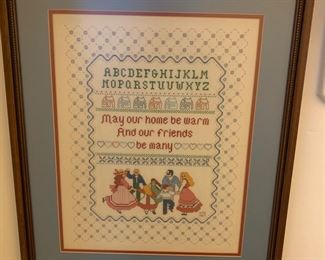 ABCDEFGHIJKLM
NOPQRSTUVWXYZ
May our home be warm
And our friends
be many